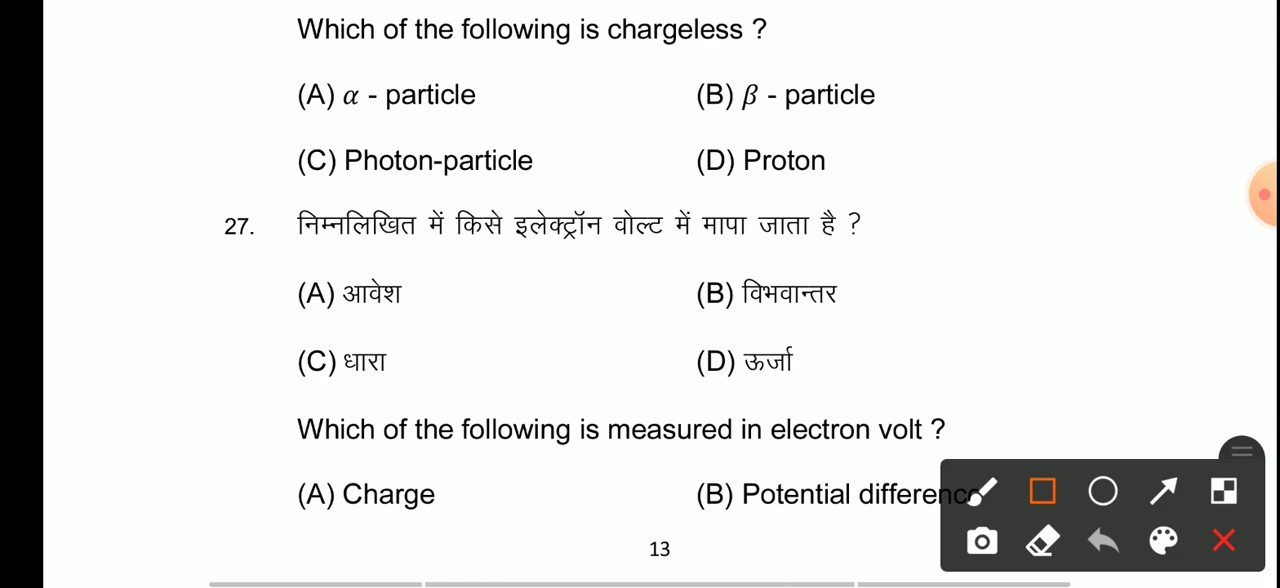 Which of the following is chargeless ?
(A) α - particle (B) β - particle
(C) Photon-particle (D) Proton
27. निम्नलिखित में किसे इलेक्ट्रॉन वोल्ट में मापा जाता है ?
(A) आवेश (B) विभवान्तर
(C) धारा (D) ऊर्जा
Which of the following is measured in electron volt ?
(A) Charge (B) Potential difference
13